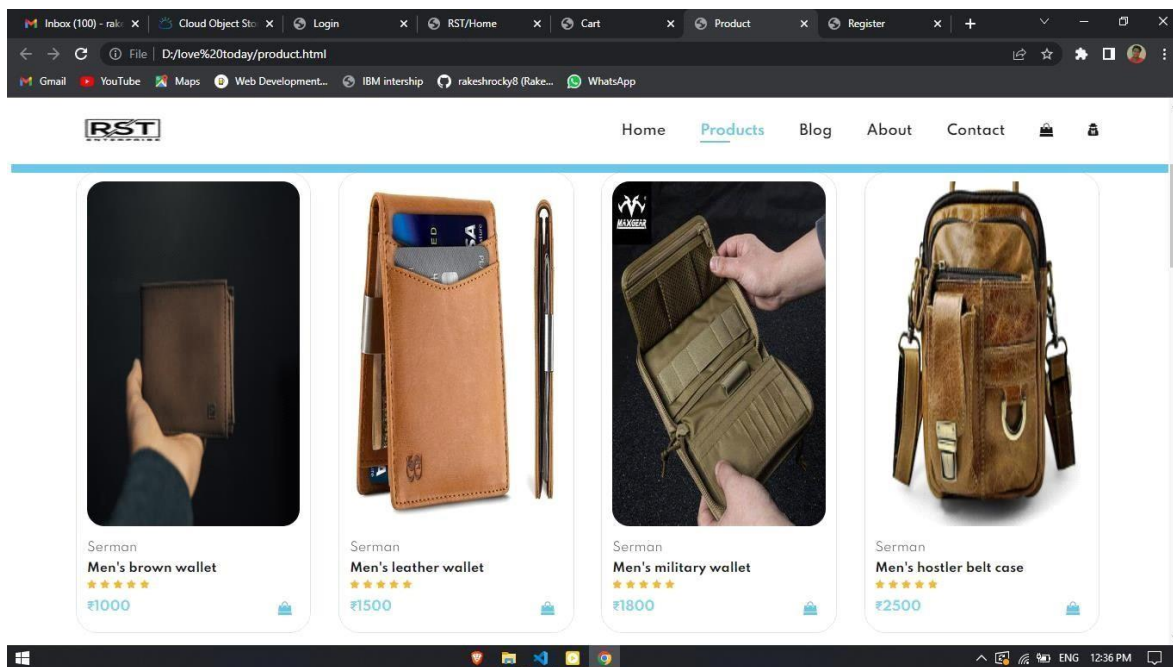 Inbox (100) - rak
Cloud Object Sto
Login
RST/Home
Cart
Product
Register
File
D:/love%20today/product.html
Gmail
YouTube
Maps
Web Development...
IBM intership
rakeshrocky8 (Rake...
WhatsApp
RST
ENTERPRISE
Home
Products
Blog
About
Contact
MAXGEAR
VISA
Serman
Men's brown wallet
₹1000
Serman
Men's leather wallet
₹1500
Serman
Men's military wallet
₹1800
Serman
Men's hostler belt case
₹2500
ENG
12:36 PM